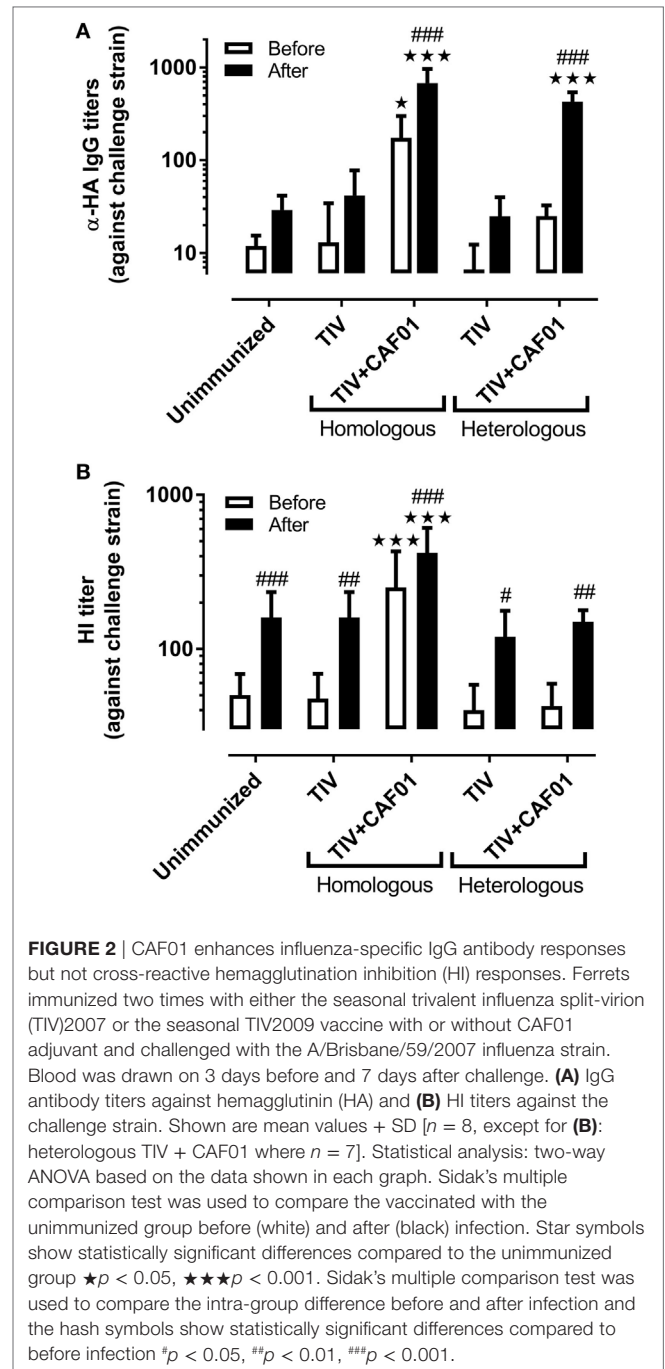 A
α-HA IgG titers
(against challenge strain)
Before
After
1000
100
10
★
###
★★★
###
★★★
Unimmunized
TIV
TIV+CAF01
TIV
TIV+CAF01
Homologous
Heterologous
B
HI titer
(against challenge strain)
Before
After
1000
100
###
##
★★★
###
★★★
#
##
Unimmunized
TIV
TIV+CAF01
TIV
TIV+CAF01
Homologous
Heterologous
FIGURE 2 | CAF01 enhances influenza-specific IgG antibody responses
but not cross-reactive hemagglutination inhibition (HI) responses. Ferrets
immunized two times with either the seasonal trivalent influenza split-virion
(TIV)2007 or the seasonal TIV2009 vaccine with or without CAF01
adjuvant and challenged with the A/Brisbane/59/2007 influenza strain.
Blood was drawn on 3 days before and 7 days after challenge. (A) IgG
antibody titers against hemagglutinin (HA) and (B) HI titers against the
challenge strain. Shown are mean values + SD [n = 8, except for (B):
heterologous TIV + CAF01 where n = 7]. Statistical analysis: two-way
ANOVA based on the data shown in each graph. Sidak's multiple
comparison test was used to compare the vaccinated with the
unimmunized group before (white) and after (black) infection. Star symbols
show statistically significant differences compared to the unimmunized
group ★p < 0.05, ★★★p < 0.001. Sidak's multiple comparison test was
used to compare the intra-group difference before and after infection and
the hash symbols show statistically significant differences compared to
before infection #p < 0.05, ##p < 0.01, ###p < 0.001.